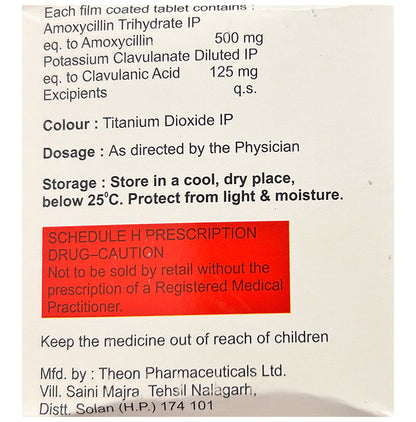 Each film coated tablet contains :
Amoxycillin Trihydrate IP
eq. to Amoxycillin 500 mg
Potassium Clavulanate Diluted IP
eq. to Clavulanic Acid 125 mg
Excipients q.s.
Colour : Titanium Dioxide IP
Dosage : As directed by the Physician
Storage : Store in a cool, dry place,
below 25°C. Protect from light & moisture.
SCHEDULE H PRESCRIPTION
DRUG–CAUTION
Not to be sold by retail without the
prescription of a Registered Medical
Practitioner.
Keep the medicine out of reach of children
Mfd. by : Theon Pharmaceuticals Ltd.
Vill. Saini Majra, Tehsil Nalagarh,
Distt. Solan (H.P.) 174 101